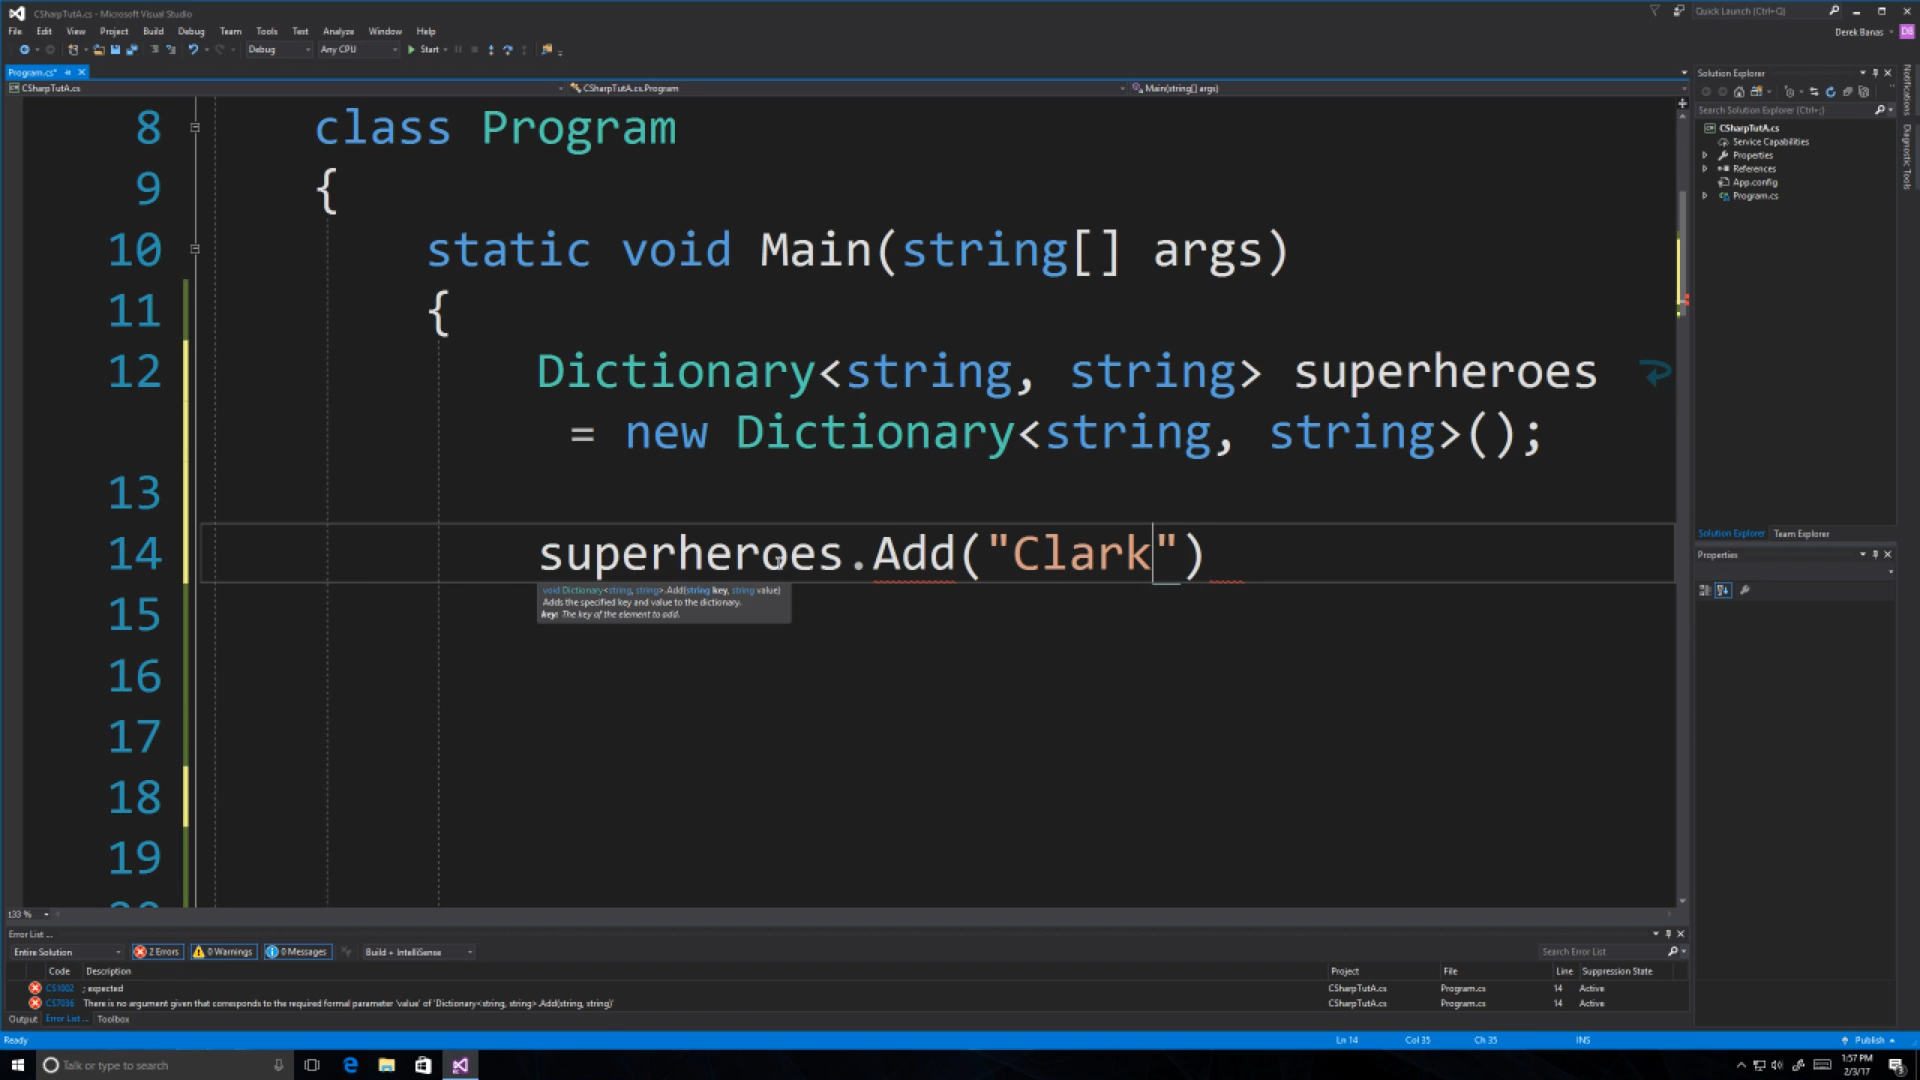 CSharpTutA.cs - Microsoft Visual Studio
Quick Launch (Ctrl+Q)
File Edit View Project Build Debug Team Tools Test Analyze Window Help
Derek Banas DB
Debug Any CPU Start
Program.cs*
CSharpTutA.cs CSharpTutA.cs.Program Main(string[] args)
8 class Program
9 {
10 static void Main(string[] args)
11 {
12 Dictionary<string, string> superheroes
= new Dictionary<string, string>();
13
14 superheroes.Add("Clark")
void Dictionary<string, string>.Add(string key, string value)
Adds the specified key and value to the dictionary.
key: The key of the element to add.
15
16
17
18
19
133 %
Solution Explorer
Search Solution Explorer (Ctrl+;)
CSharpTutA.cs
Service Capabilities
Properties
References
App.config
Program.cs
Solution Explorer Team Explorer
Properties
Notifications
Diagnostic Tools
Error List ...
Entire Solution 2 Errors 0 Warnings 0 Messages Build + IntelliSense Search Error List
Code Description Project File Line Suppression State
CS1002 ; expected CSharpTutA.cs Program.cs 14 Active
CS7036 There is no argument given that corresponds to the required formal parameter 'value' of 'Dictionary<string, string>.Add(string, string)' CSharpTutA.cs Program.cs 14 Active
Output Error List ... Toolbox
Ready Ln 14 Col 35 Ch 35 INS Publish
Talk or type to search 1:57 PM
2/3/17